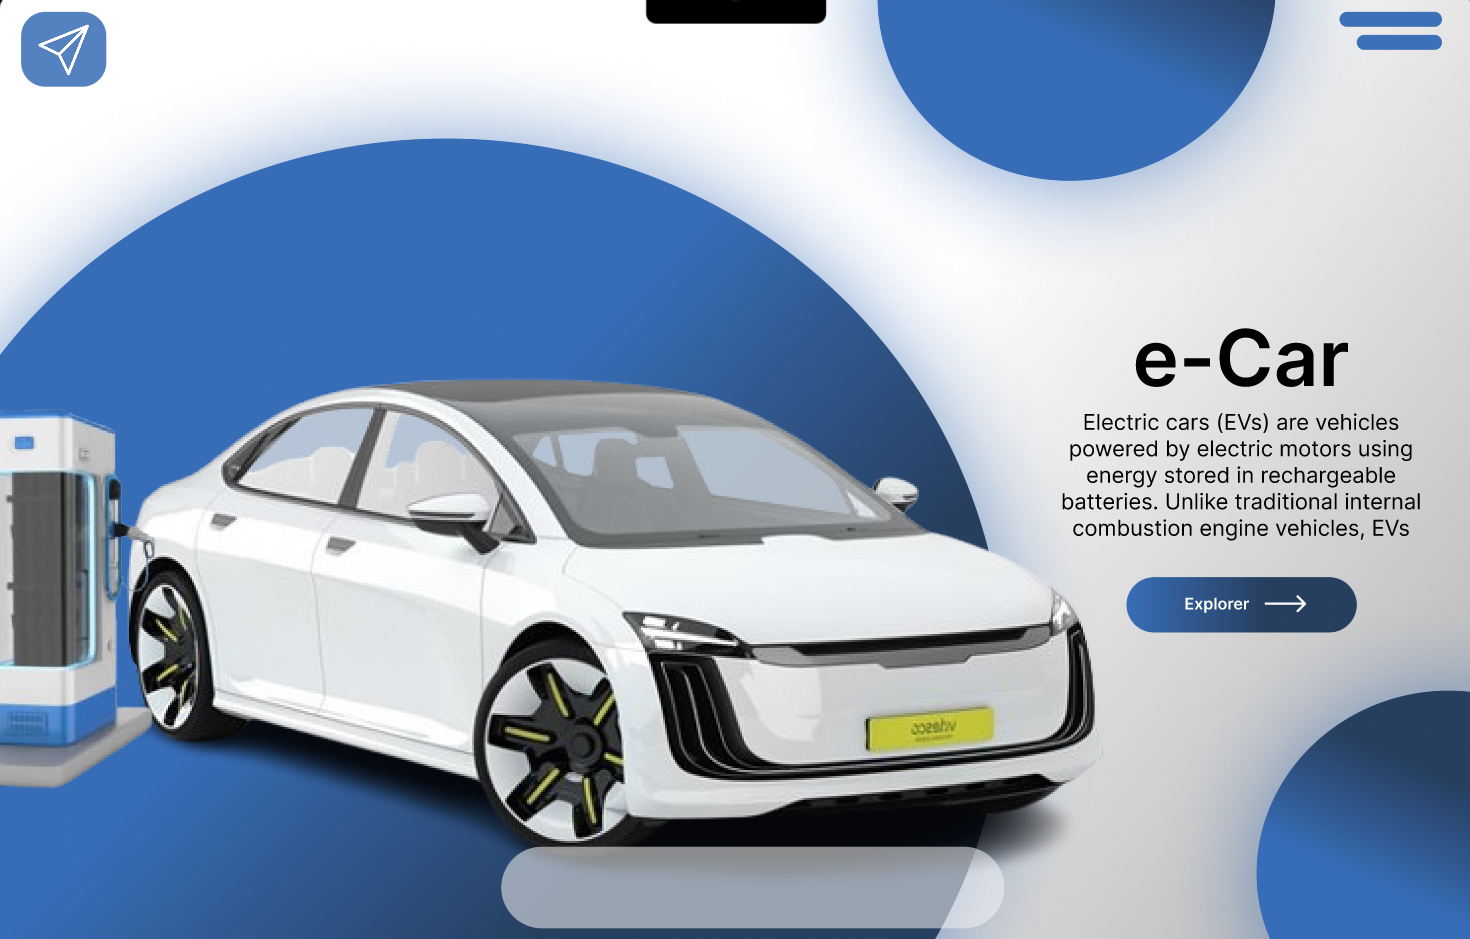 e-Car
Electric cars (EVs) are vehicles
powered by electric motors using
energy stored in rechargeable
batteries. Unlike traditional internal
combustion engine vehicles, EVs
Explorer